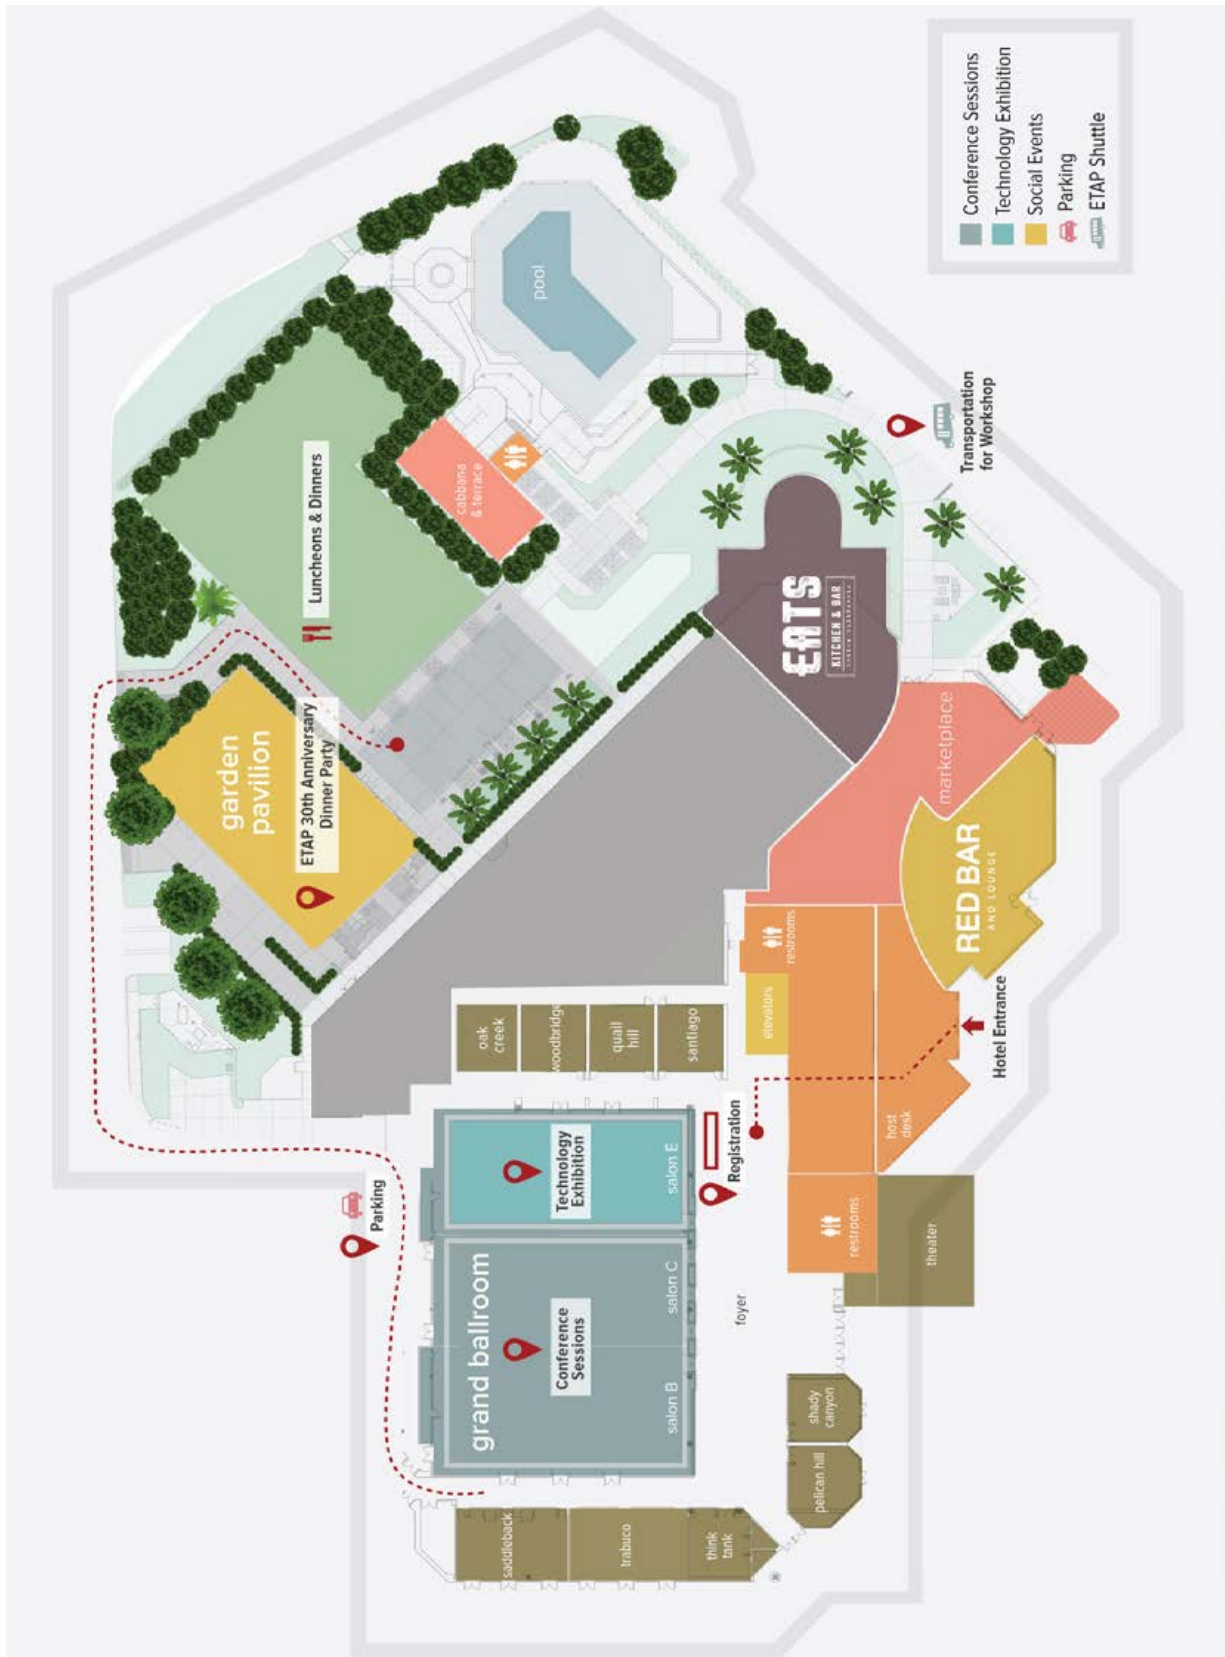 garden
pavilion
ETAP 30th Anniversary
Dinner Party
Luncheons & Dinners
Parking
cabbana
& terrace
pool
saddleback
trabuco
think
tank
grand ballroom
Conference
Sessions
salon B
salon C
Technology
Exhibition
salon E
oak
creek
woodbridge
quail
hill
santiago
Registration
foyer
elevators
restrooms
restrooms
pelican hill
shady
canyon
theater
host
desk
Hotel Entrance
EATS
KITCHEN & BAR
marketplace
RED BAR
AND LOUNGE
Transportation
for Workshop
Conference Sessions
Technology Exhibition
Social Events
Parking
ETAP Shuttle